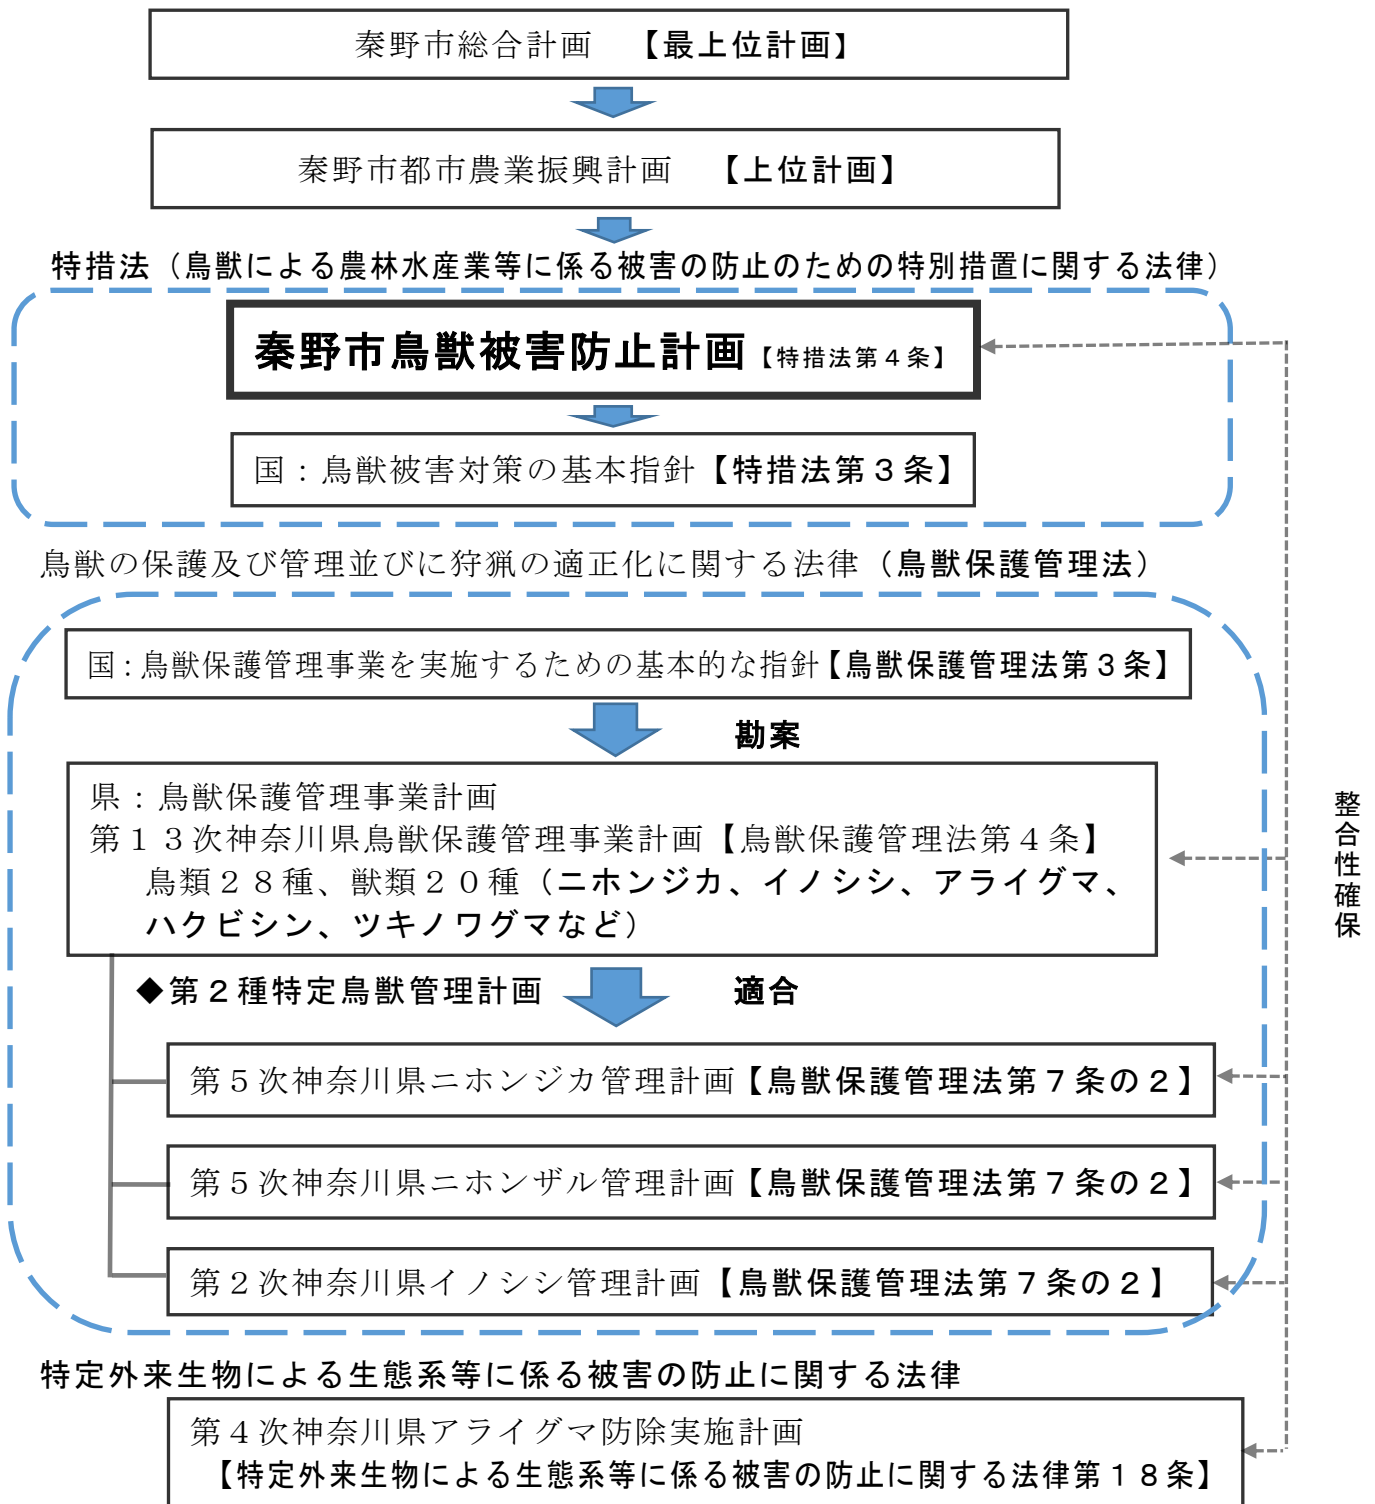 秦野市総合計画　【最上位計画】
秦野市都市農業振興計画　【上位計画】
特措法（鳥獣による農林水産業等に係る被害の防止のための特別措置に関する法律）
秦野市鳥獣被害防止計画【特措法第４条】
国：鳥獣被害対策の基本指針【特措法第３条】
鳥獣の保護及び管理並びに狩猟の適正化に関する法律（鳥獣保護管理法）
国：鳥獣保護管理事業を実施するための基本的な指針【鳥獣保護管理法第３条】
勘案
県：鳥獣保護管理事業計画
第１３次神奈川県鳥獣保護管理事業計画【鳥獣保護管理法第４条】
鳥類２８種、獣類２０種（ニホンジカ、イノシシ、アライグマ、
ハクビシン、ツキノワグマなど）
整合性確保
◆第２種特定鳥獣管理計画　適合
第５次神奈川県ニホンジカ管理計画【鳥獣保護管理法第７条の２】
第５次神奈川県ニホンザル管理計画【鳥獣保護管理法第７条の２】
第２次神奈川県イノシシ管理計画【鳥獣保護管理法第７条の２】
特定外来生物による生態系等に係る被害の防止に関する法律
第４次神奈川県アライグマ防除実施計画
【特定外来生物による生態系等に係る被害の防止に関する法律第１８条】